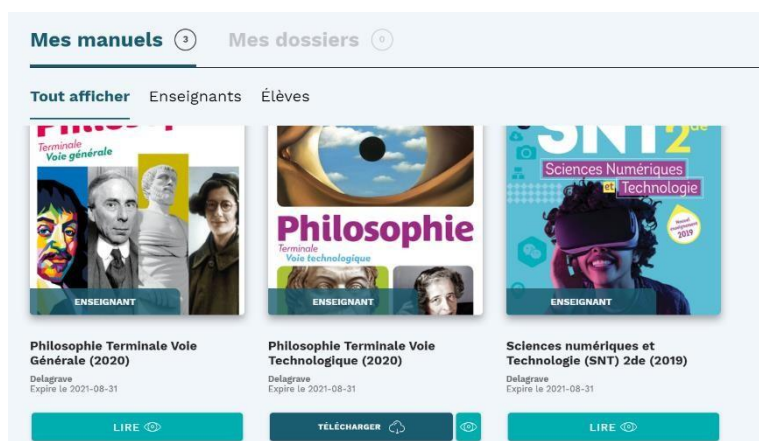 Mes manuels 3 Mes dossiers 0
Tout afficher Enseignants Élèves
Terminale
Voie générale
ENSEIGNANT
Philosophie
Terminale
Voie technologique
ENSEIGNANT
SNT 2de
Sciences Numériques
et Technologie
Nouvel
enseignement
2019
ENSEIGNANT
Philosophie Terminale Voie
Générale (2020)
Delagrave
Expire le 2021-08-31
LIRE
Philosophie Terminale Voie
Technologique (2020)
Delagrave
Expire le 2021-08-31
TÉLÉCHARGER
Sciences numériques et
Technologie (SNT) 2de (2019)
Delagrave
Expire le 2021-08-31
LIRE